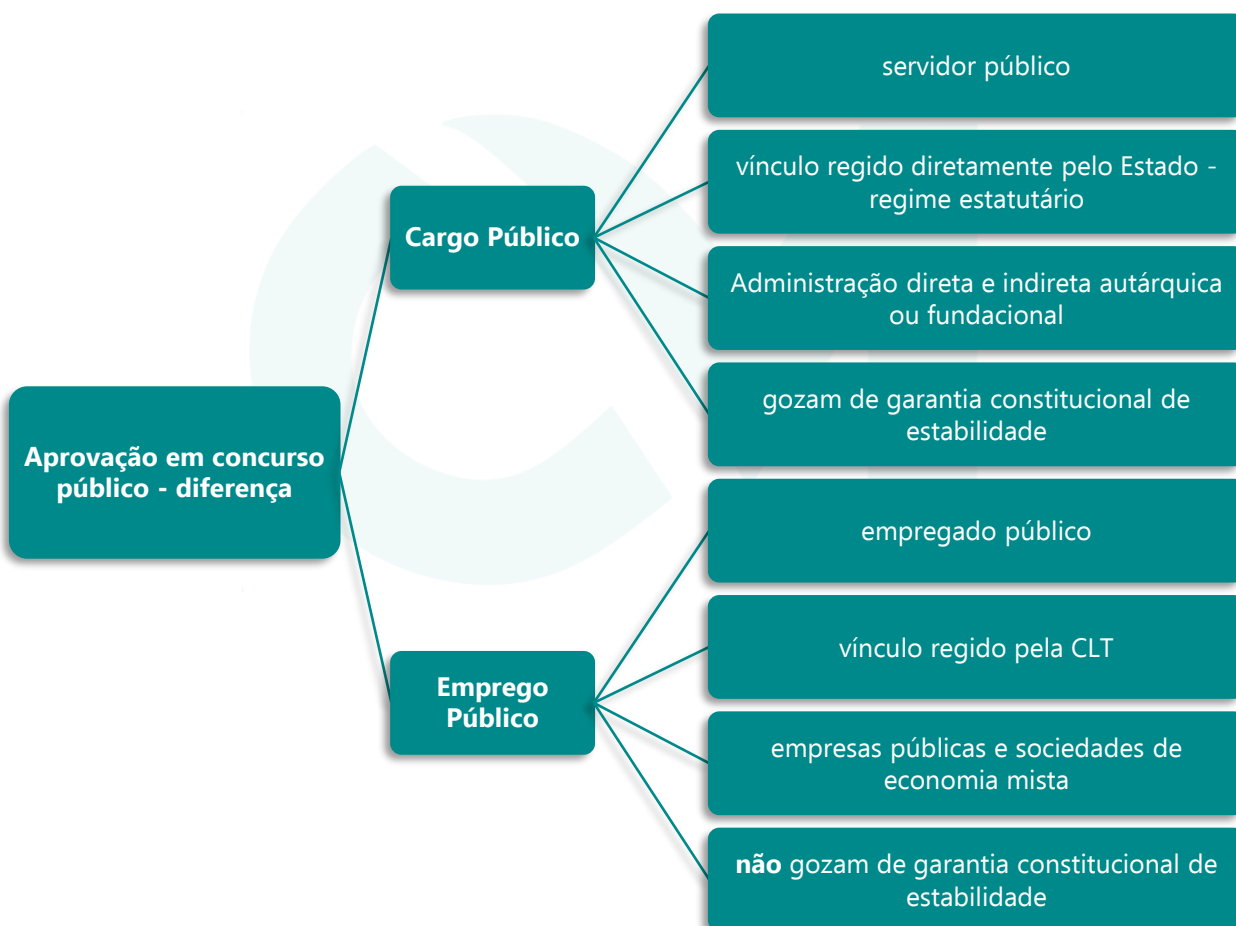 Aprovação em concurso
público - diferença
Cargo Público
servidor público
vínculo regido diretamente pelo Estado -
regime estatutário
Administração direta e indireta autárquica
ou fundacional
gozam de garantia constitucional de
estabilidade
Emprego
Público
empregado público
vínculo regido pela CLT
empresas públicas e sociedades de
economia mista
não gozam de garantia constitucional de
estabilidade